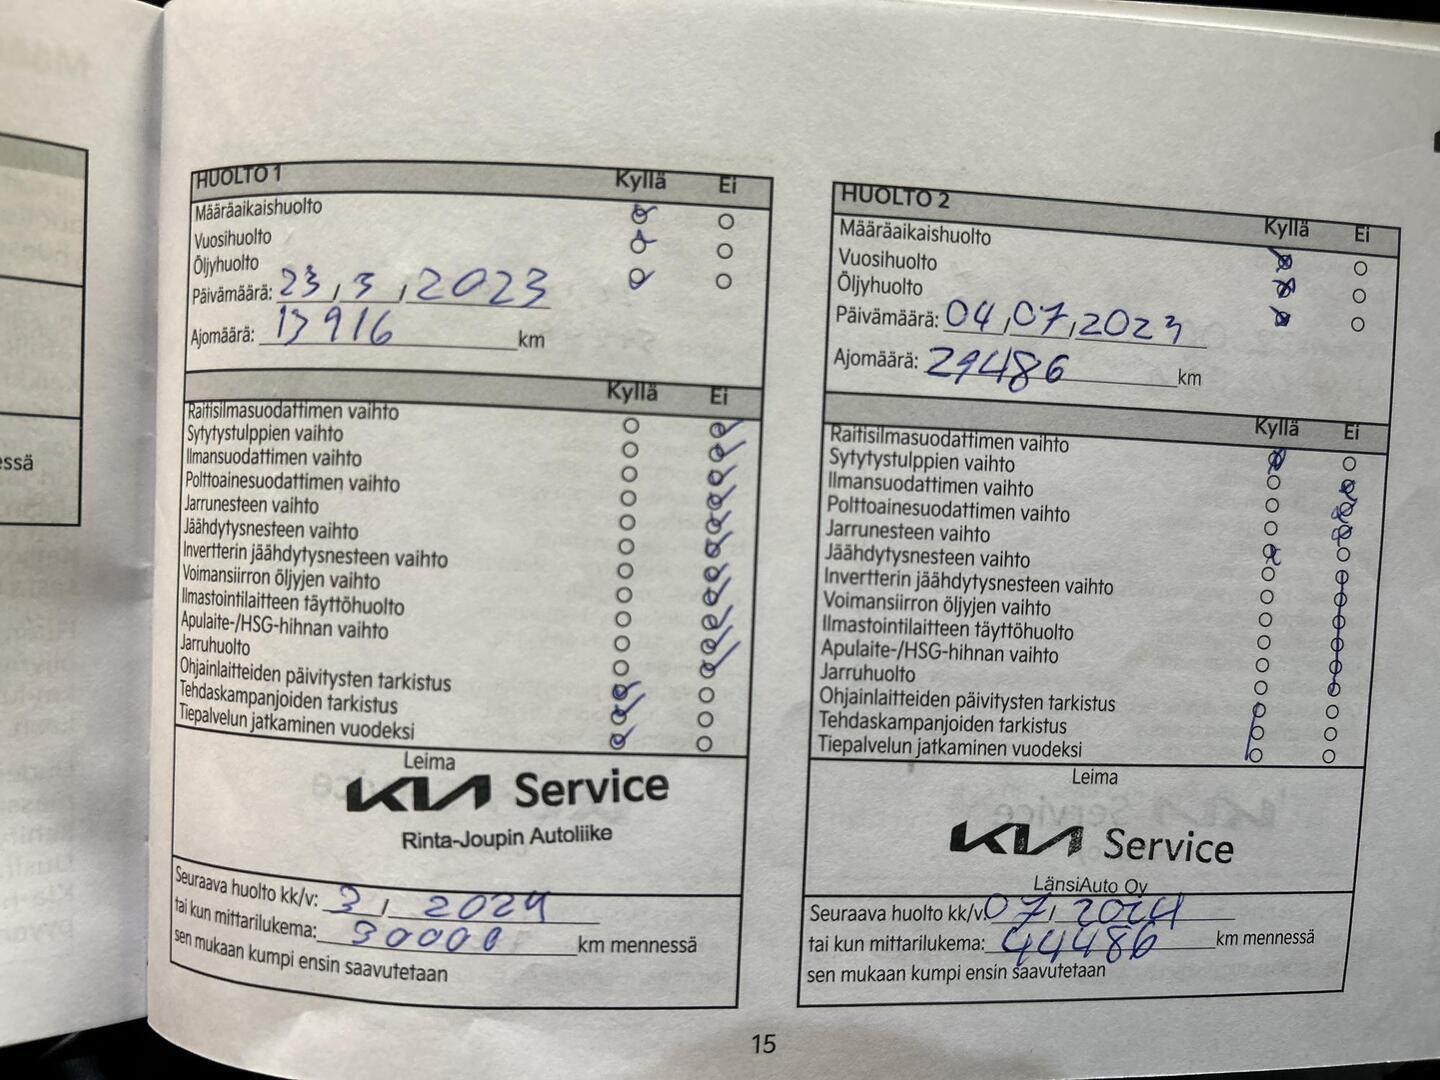 essä
HUOLTO 1
Kyllä Ei
Määräaikaishuolto
Vuosihuolto
Öljyhuolto
Päivämäärä: 23, 3, 2023
Ajomäärä: 13916 km
Kyllä Ei
Raitisilmasuodattimen vaihto
Sytytystulppien vaihto
Ilmansuodattimen vaihto
Polttoainesuodattimen vaihto
Jarrunesteen vaihto
Jäähdytysnesteen vaihto
Invertterin jäähdytysnesteen vaihto
Voimansiirron öljyjen vaihto
Ilmastointilaitteen täyttöhuolto
Apulaite-/HSG-hihnan vaihto
Jarruhuolto
Ohjainlaitteiden päivitysten tarkistus
Tehdaskampanjoiden tarkistus
Tiepalvelun jatkaminen vuodeksi
Leima
KIA Service
Rinta-Joupin Autoliike
Seuraava huolto kk/v: 3, 2024
tai kun mittarilukema: 30000 km mennessä
sen mukaan kumpi ensin saavutetaan
HUOLTO 2
Kyllä Ei
Määräaikaishuolto
Vuosihuolto
Öljyhuolto
Päivämäärä: 04,07,2023
Ajomäärä: 29486 km
Kyllä Ei
Raitisilmasuodattimen vaihto
Sytytystulppien vaihto
Ilmansuodattimen vaihto
Polttoainesuodattimen vaihto
Jarrunesteen vaihto
Jäähdytysnesteen vaihto
Invertterin jäähdytysnesteen vaihto
Voimansiirron öljyjen vaihto
Ilmastointilaitteen täyttöhuolto
Apulaite-/HSG-hihnan vaihto
Jarruhuolto
Ohjainlaitteiden päivitysten tarkistus
Tehdaskampanjoiden tarkistus
Tiepalvelun jatkaminen vuodeksi
Leima
KIA Service
LänsiAuto Oy
Seuraava huolto kk/v: 07, 2024
tai kun mittarilukema: 44486 km mennessä
sen mukaan kumpi ensin saavutetaan
15